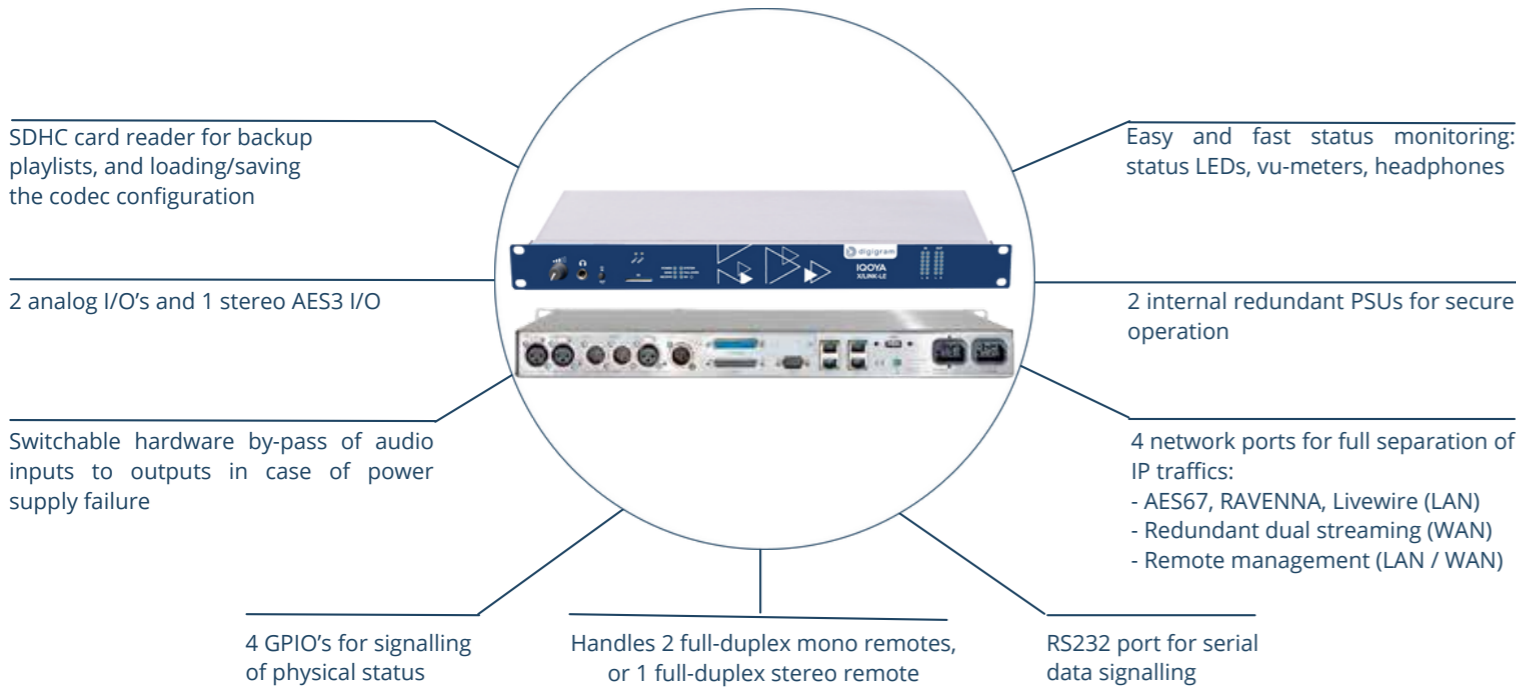 SDHC card reader for backup
playlists, and loading/saving
the codec configuration
Easy and fast status monitoring:
status LEDs, vu-meters, headphones
digigram
IQOYA
X/LINK-LE
2 analog I/O's and 1 stereo AES3 I/O
2 internal redundant PSUs for secure
operation
Switchable hardware by-pass of audio
inputs to outputs in case of power
supply failure
4 network ports for full separation of
IP traffics:
- AES67, RAVENNA, Livewire (LAN)
- Redundant dual streaming (WAN)
- Remote management (LAN / WAN)
4 GPIO's for signalling
of physical status
Handles 2 full-duplex mono remotes,
or 1 full-duplex stereo remote
RS232 port for serial
data signalling